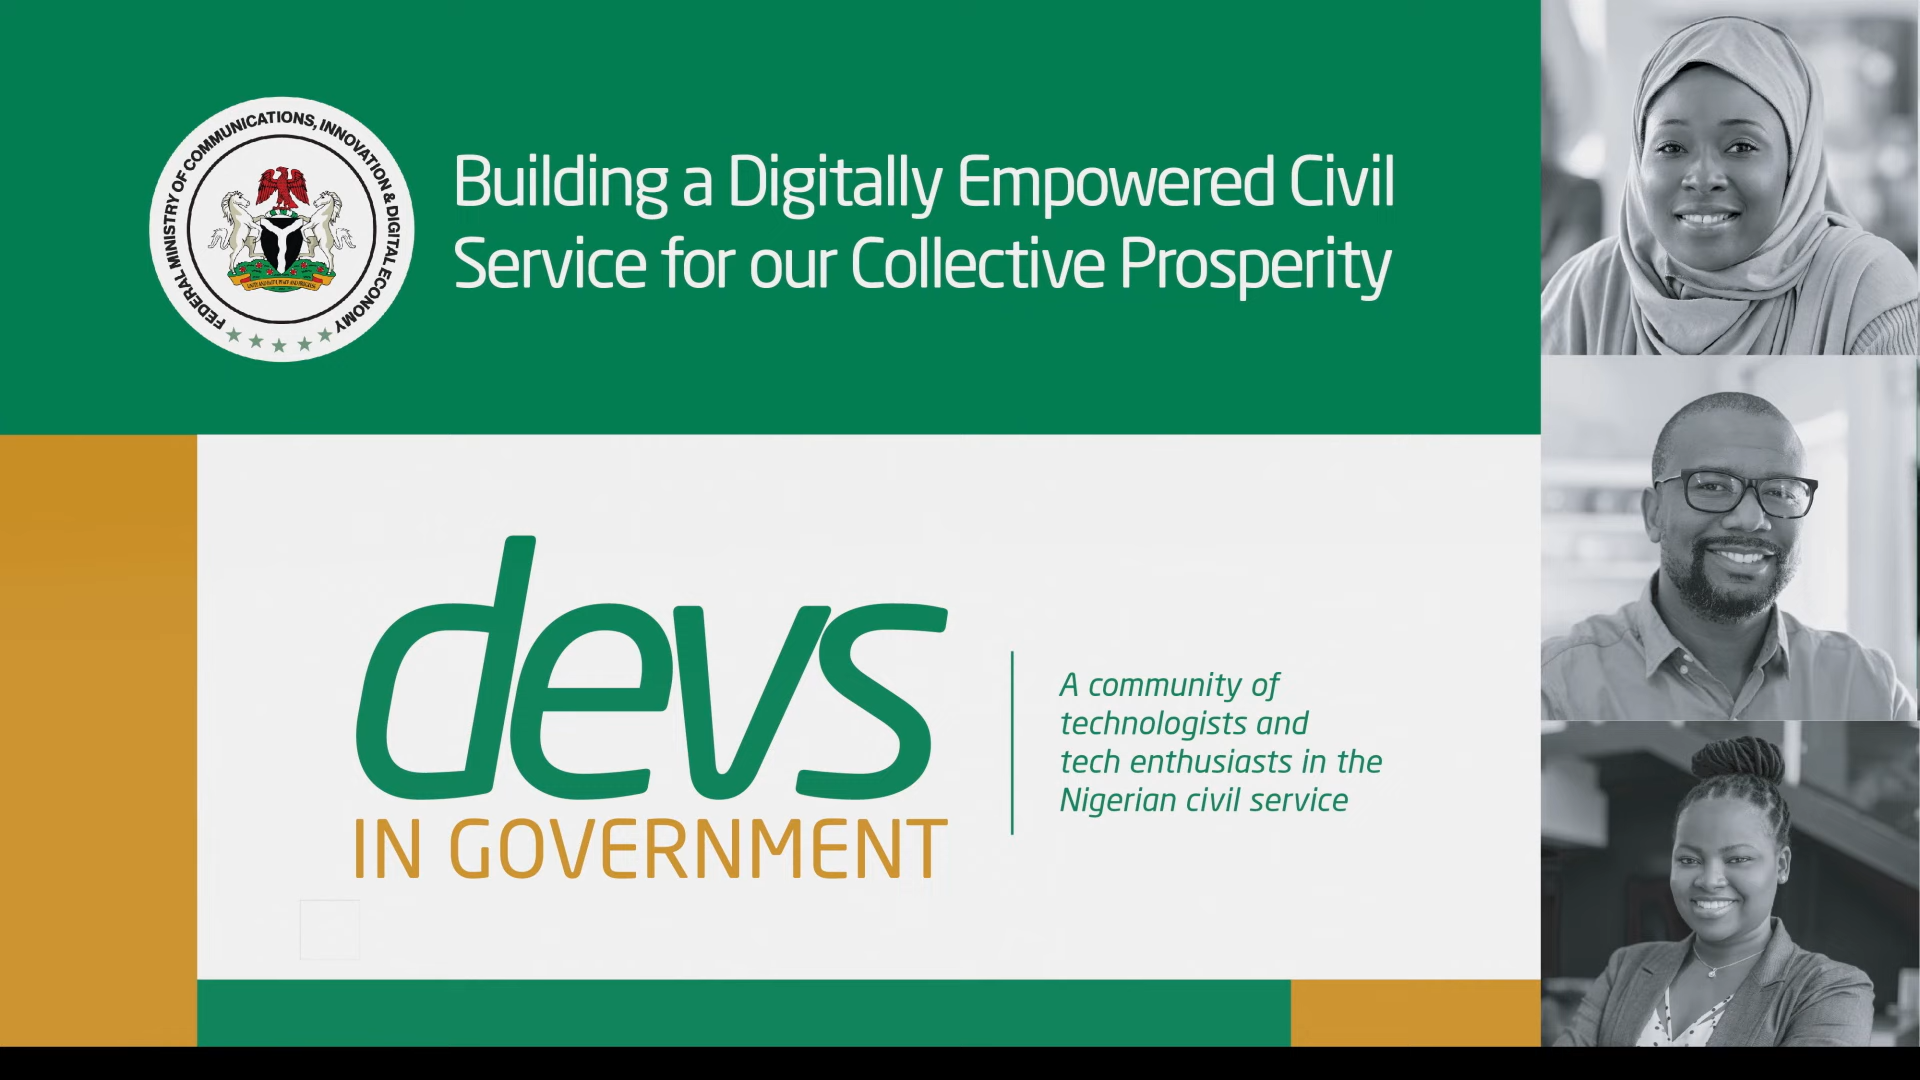 FEDERAL MINISTRY OF COMMUNICATIONS, INNOVATION & DIGITAL ECONOMY
Building a Digitally Empowered Civil
Service for our Collective Prosperity
devs
IN GOVERNMENT
A community of
technologists and
tech enthusiasts in the
Nigerian civil service